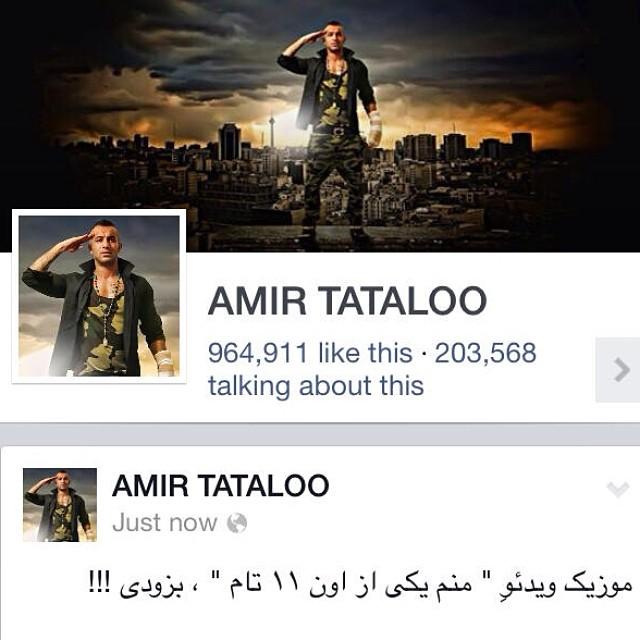 AMIR TATALOO
964,911 like this · 203,568
talking about this
AMIR TATALOO
Just now
موزیک ویدئوِ " منم یکی از اون ۱۱ تام " ، بزودی !!!